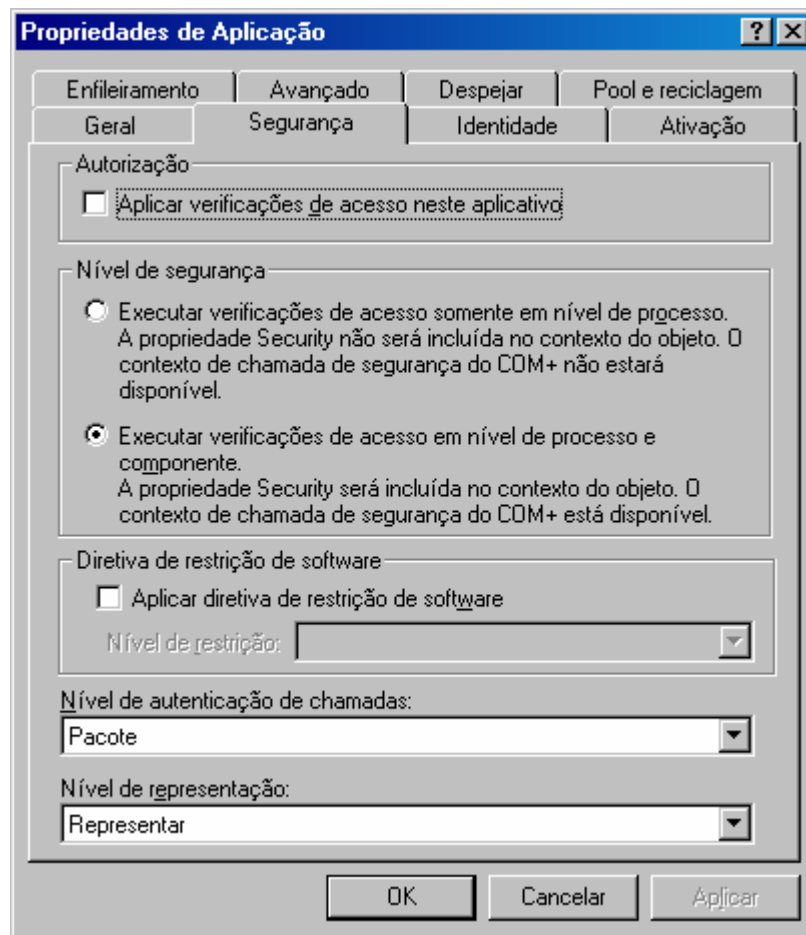 Propriedades de Aplicação
Enfileiramento Avançado Despejar Pool e reciclagem
Geral Segurança Identidade Ativação
Autorização
Aplicar verificações de acesso neste aplicativo
Nível de segurança
Executar verificações de acesso somente em nível de processo.
A propriedade Security não será incluída no contexto do objeto. O
contexto de chamada de segurança do COM+ não estará
disponível.
Executar verificações de acesso em nível de processo e
componente.
A propriedade Security será incluída no contexto do objeto. O
contexto de chamada de segurança do COM+ está disponível.
Diretiva de restrição de software
Aplicar diretiva de restrição de software
Nível de restrição:
Nível de autenticação de chamadas:
Pacote
Nível de representação:
Representar
OK Cancelar Aplicar